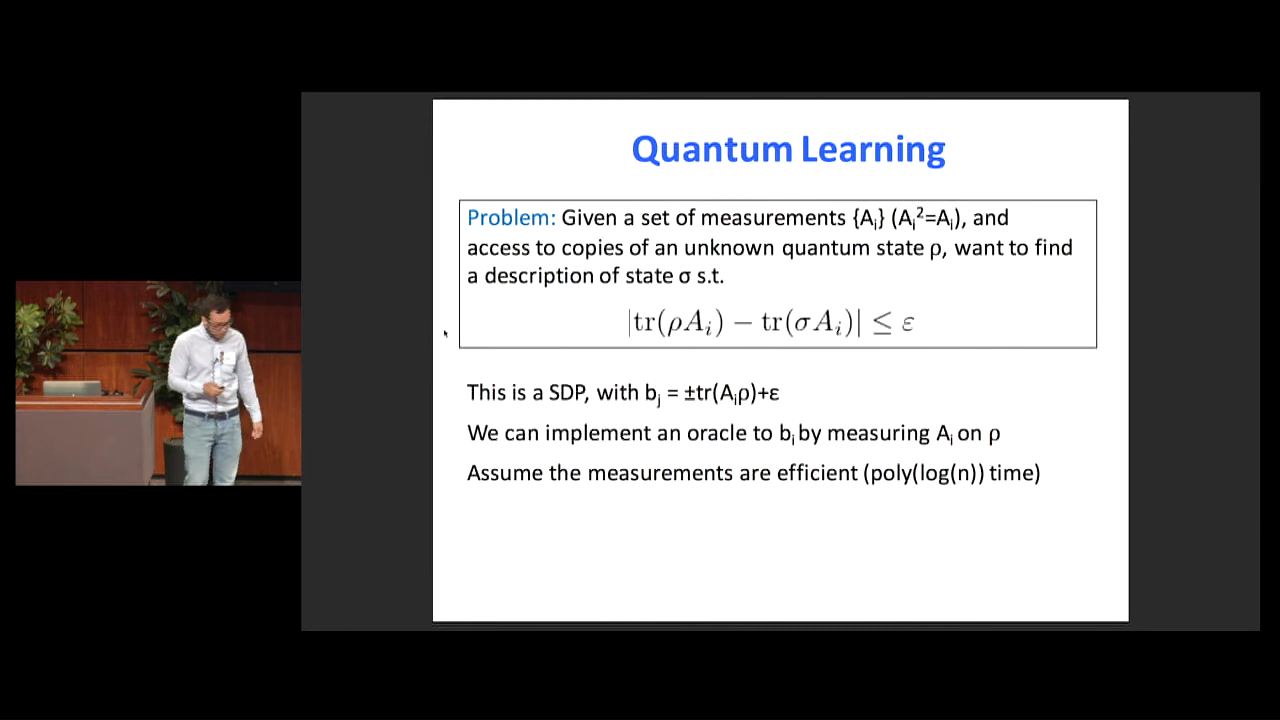 Quantum Learning
Problem: Given a set of measurements {Aᵢ} (Aᵢ²=Aᵢ), and
access to copies of an unknown quantum state ρ, want to find
a description of state σ s.t.
|tr(ρAᵢ) − tr(σAᵢ)| ≤ ε
This is a SDP, with bⱼ = ±tr(Aᵢρ)+ε
We can implement an oracle to bᵢ by measuring Aᵢ on ρ
Assume the measurements are efficient (poly(log(n)) time)